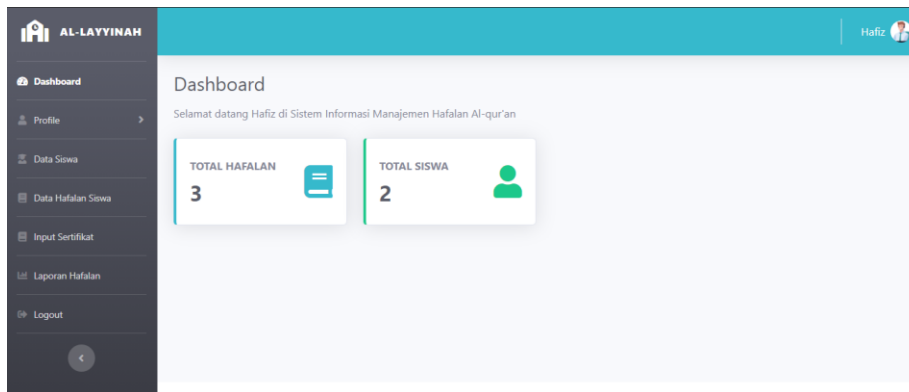 AL-LAYYINAH
Hafiz
Dashboard
Profile
Data Siswa
Data Hafalan Siswa
Input Sertifikat
Laporan Hafalan
Logout
Dashboard
Selamat datang Hafiz di Sistem Informasi Manajemen Hafalan Al-qur'an
TOTAL HAFALAN
3
TOTAL SISWA
2